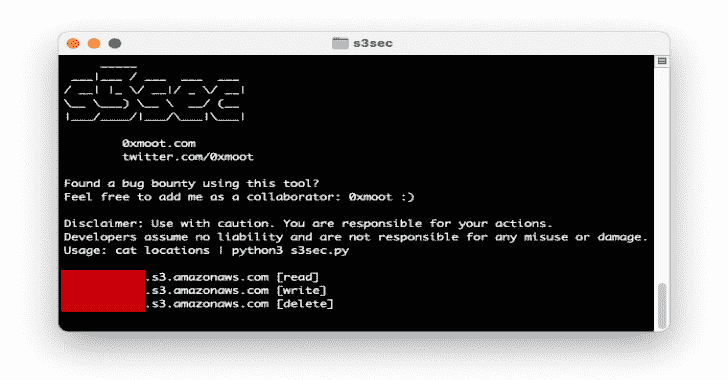 s3sec
s3sec
0xmoot.com
twitter.com/0xmoot
Found a bug bounty using this tool?
Feel free to add me as a collaborator: 0xmoot :)
Disclaimer: Use with caution. You are responsible for your actions.
Developers assume no liability and are not responsible for any misuse or damage.
Usage: cat locations | python3 s3sec.py
.s3.amazonaws.com [read]
.s3.amazonaws.com [write]
.s3.amazonaws.com [delete]